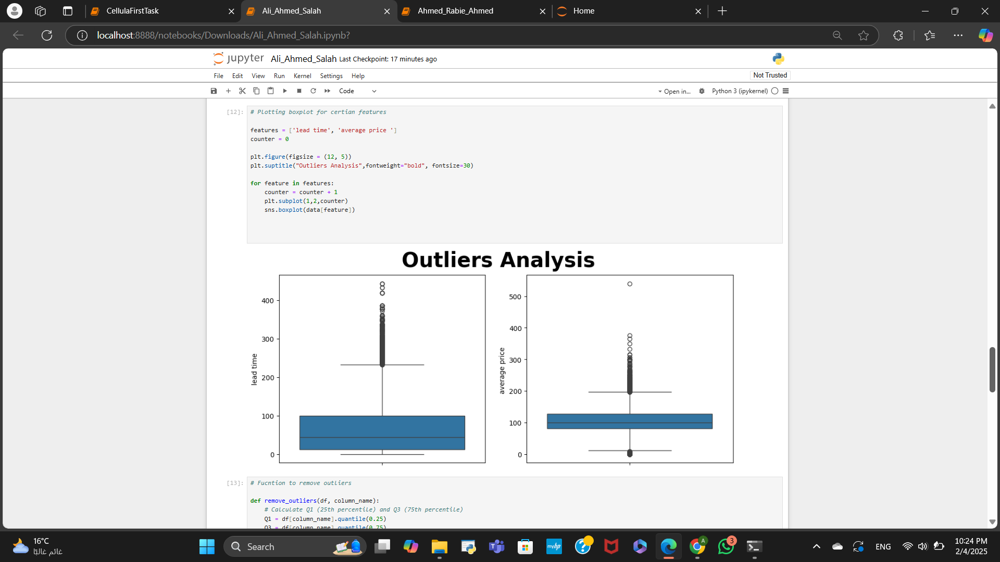 CellulaFirstTask
Ali_Ahmed_Salah
Ahmed_Rabie_Ahmed
Home
localhost:8888/notebooks/Downloads/Ali_Ahmed_Salah.ipynb?
jupyter Ali_Ahmed_Salah Last Checkpoint: 17 minutes ago
File Edit View Run Kernel Settings Help
Not Trusted
Code
Open in...
Python 3 (ipykernel)
[12]:
# Plotting boxplot for certian features
features = ['lead time', 'average price ']
counter = 0
plt.figure(figsize = (12, 5))
plt.suptitle("Outliers Analysis",fontweight="bold", fontsize=30)
for feature in features:
counter = counter + 1
plt.subplot(1,2,counter)
sns.boxplot(data[feature])
Outliers Analysis
400
300
200
100
0
lead time
500
400
300
200
100
0
average price
[13]:
# Fucntion to remove outliers
def remove_outliers(df, column_name):
# Calculate Q1 (25th percentile) and Q3 (75th percentile)
Q1 = df[column_name].quantile(0.25)
Q3 = df[column_name].quantile(0.75)
16°C
غائم غالبًا
Search
myhp
?
A
3
ENG
10:24 PM
2/4/2025